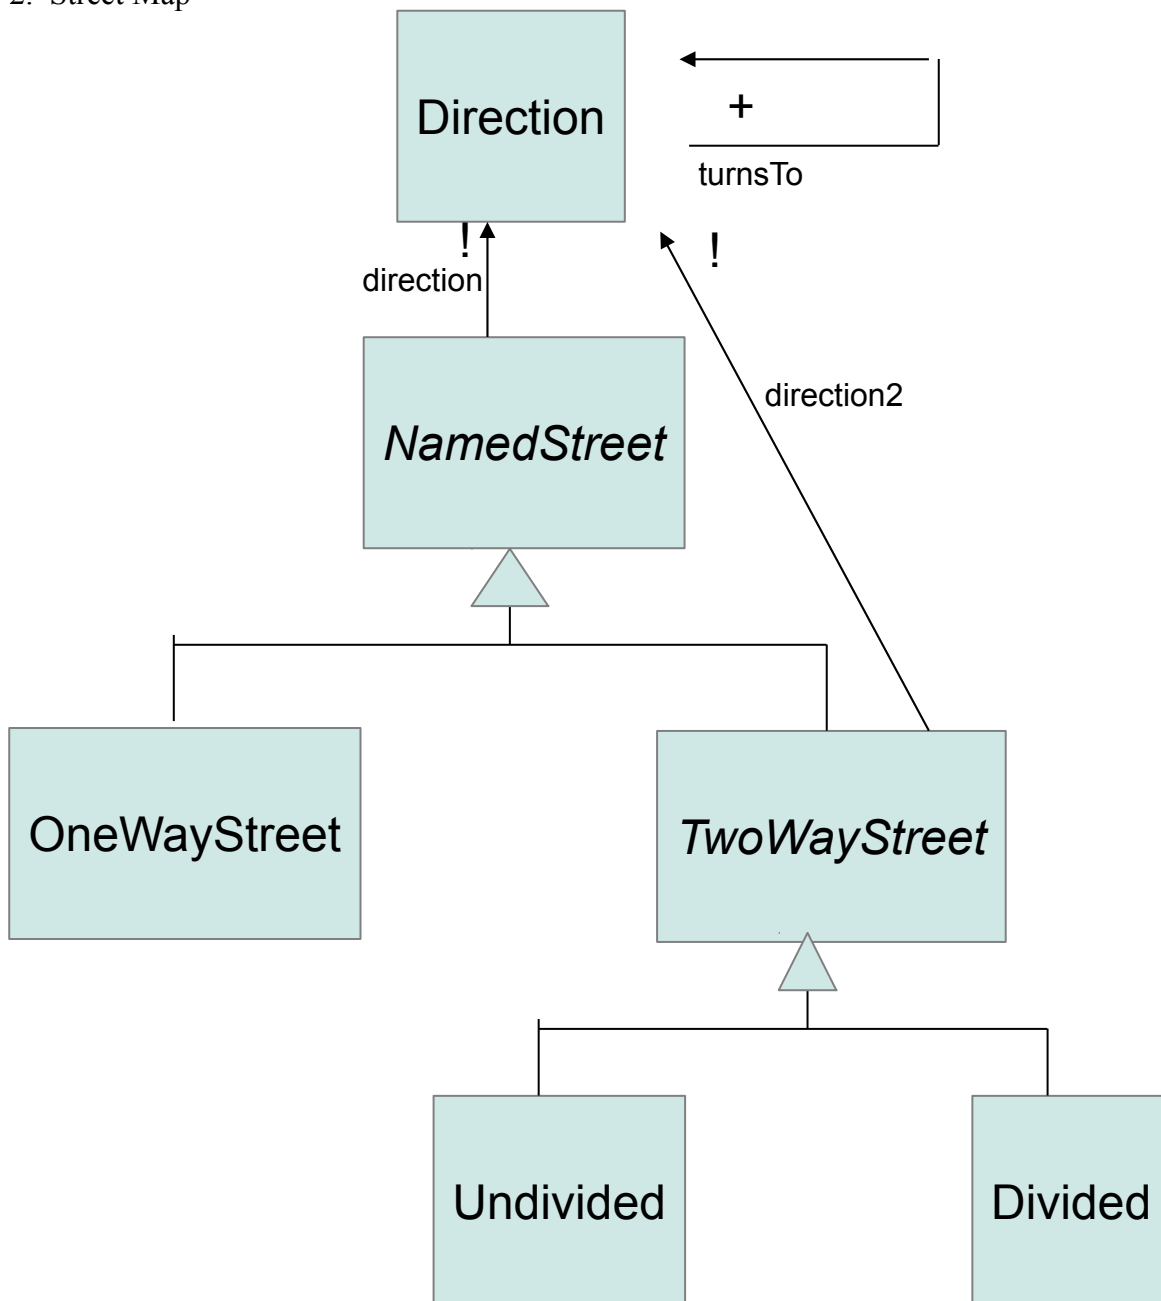 2. Street Map
Direction
+
turnsTo
!
direction
!
NamedStreet
direction2
OneWayStreet
TwoWayStreet
Undivided
Divided